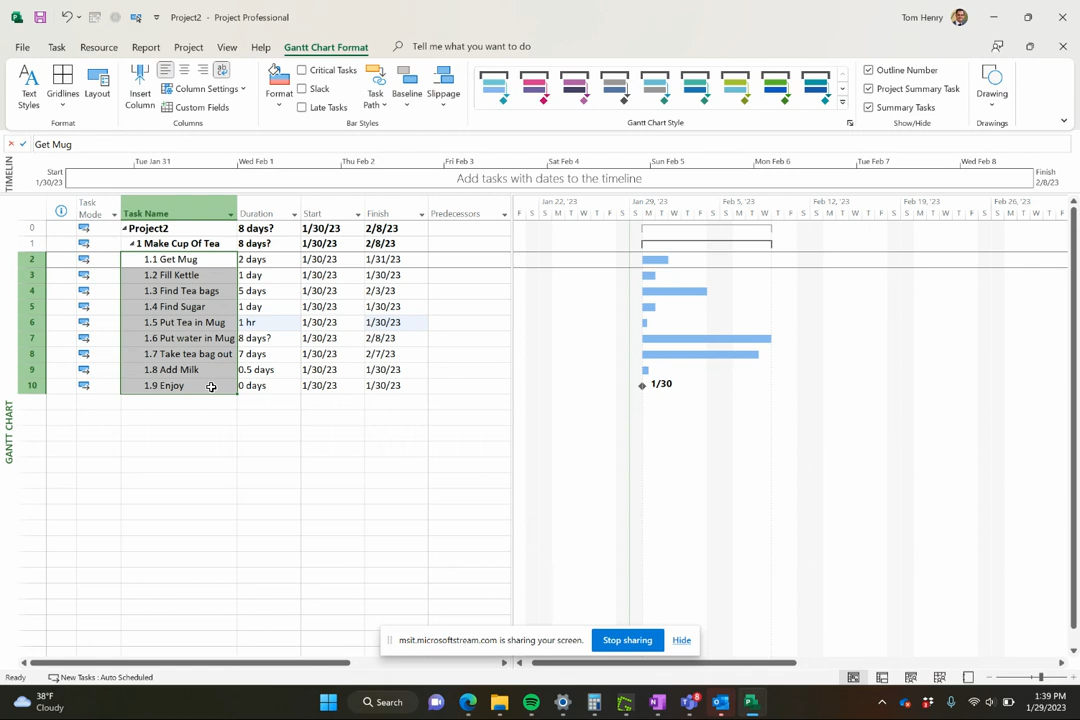 Project2 - Project Professional
Tom Henry
File Task Resource Report Project View Help Gantt Chart Format Tell me what you want to do
Text Styles
Gridlines
Layout
Format
Insert Column
Column Settings
Custom Fields
Columns
Format
Critical Tasks
Slack
Late Tasks
Task Path
Baseline
Slippage
Bar Styles
Gantt Chart Style
Outline Number
Project Summary Task
Summary Tasks
Show/Hide
Drawing
Drawings
Get Mug
TIMELIN
Tue Jan 31 Wed Feb 1 Thu Feb 2 Fri Feb 3 Sat Feb 4 Sun Feb 5 Mon Feb 6 Tue Feb 7 Wed Feb 8
Start
1/30/23
Add tasks with dates to the timeline
Finish
2/8/23
GANTT CHART
Task Mode Task Name Duration Start Finish Predecessors
Jan 22, '23 Jan 29, '23 Feb 5, '23 Feb 12, '23 Feb 19, '23 Feb 26, '23
F S S M T W T F S S M T W T F S S M T W T F S S M T W T F S S M T W T F S S M T W T F
0 Project2 8 days? 1/30/23 2/8/23
1 1 Make Cup Of Tea 8 days? 1/30/23 2/8/23
2 1.1 Get Mug 2 days 1/30/23 1/31/23
3 1.2 Fill Kettle 1 day 1/30/23 1/30/23
4 1.3 Find Tea bags 5 days 1/30/23 2/3/23
5 1.4 Find Sugar 1 day 1/30/23 1/30/23
6 1.5 Put Tea in Mug 1 hr 1/30/23 1/30/23
7 1.6 Put water in Mug 8 days? 1/30/23 2/8/23
8 1.7 Take tea bag out 7 days 1/30/23 2/7/23
9 1.8 Add Milk 0.5 days 1/30/23 1/30/23
10 1.9 Enjoy 0 days 1/30/23 1/30/23 1/30
msit.microsoftstream.com is sharing your screen. Stop sharing Hide
Ready New Tasks : Auto Scheduled
38°F
Cloudy
Search
8
1:39 PM
1/29/2023